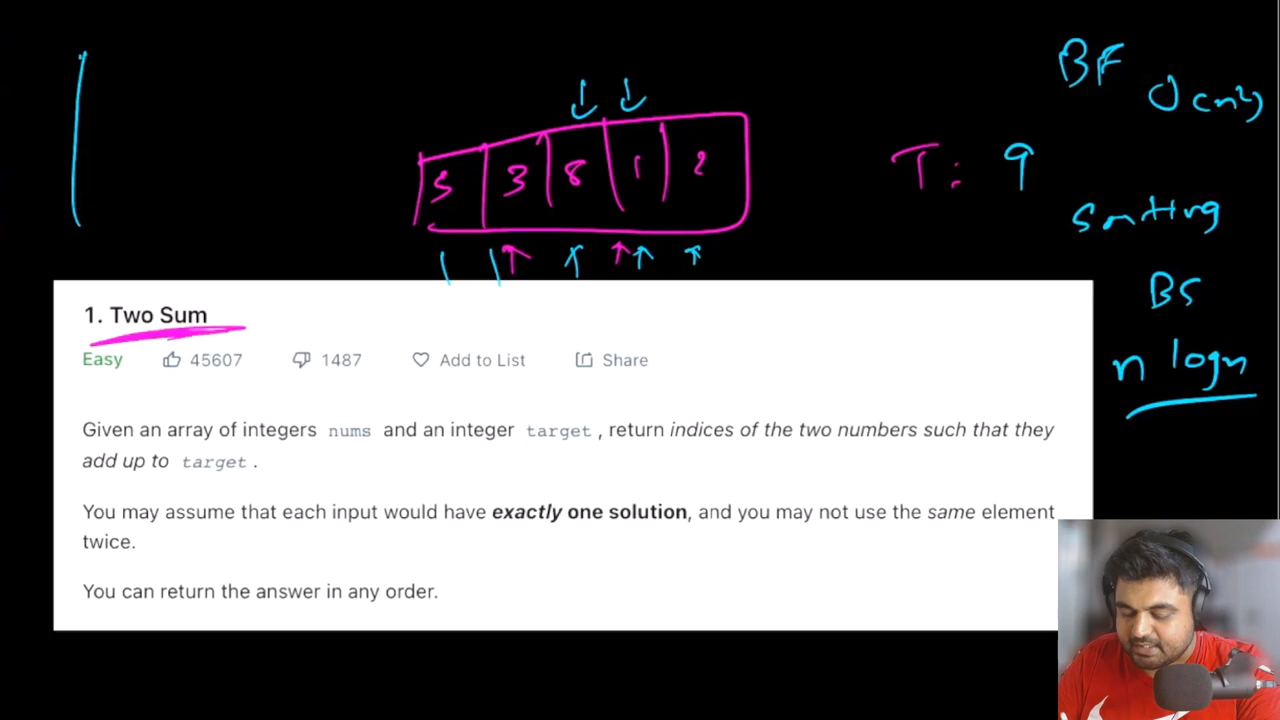 BF
O(n²)
5 3 8 1 2
T: 9
Sorting
BS
n logn
1. Two Sum
Easy 45607 1487 Add to List Share
Given an array of integers nums and an integer target, return indices of the two numbers such that they
add up to target.
You may assume that each input would have exactly one solution, and you may not use the same element
twice.
You can return the answer in any order.